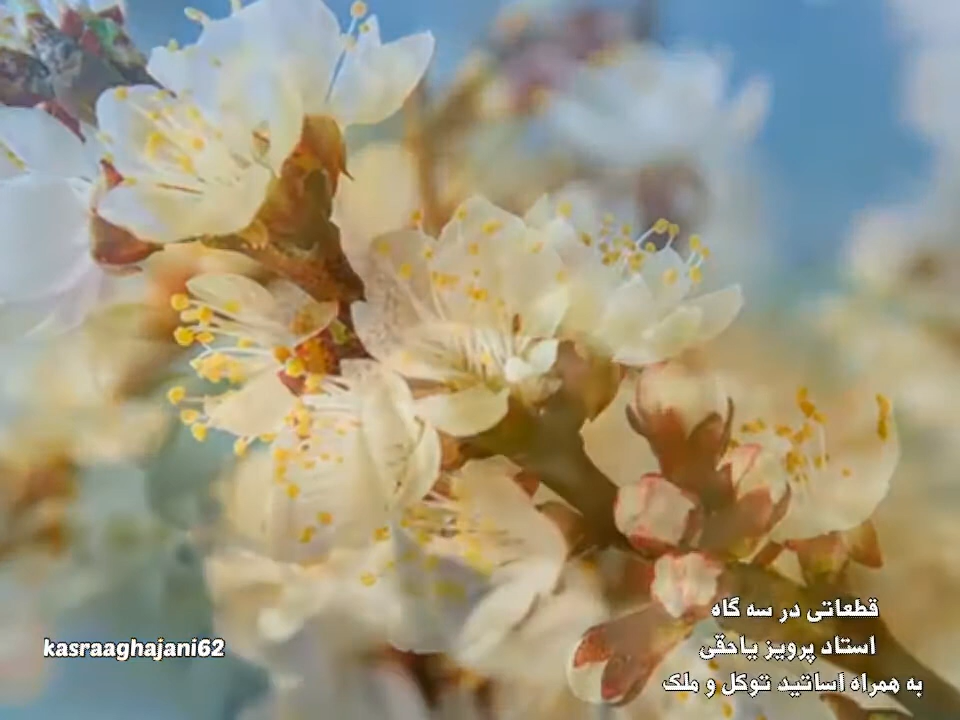 قطعاتی در سه گاه
استاد پرویز یاحقی
به همراه اساتید توکل و ملک
kasraaghajani62